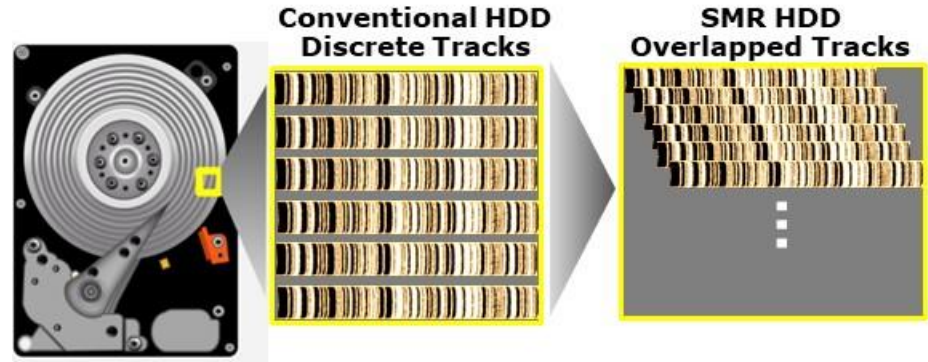 Conventional HDD
Discrete Tracks
SMR HDD
Overlapped Tracks